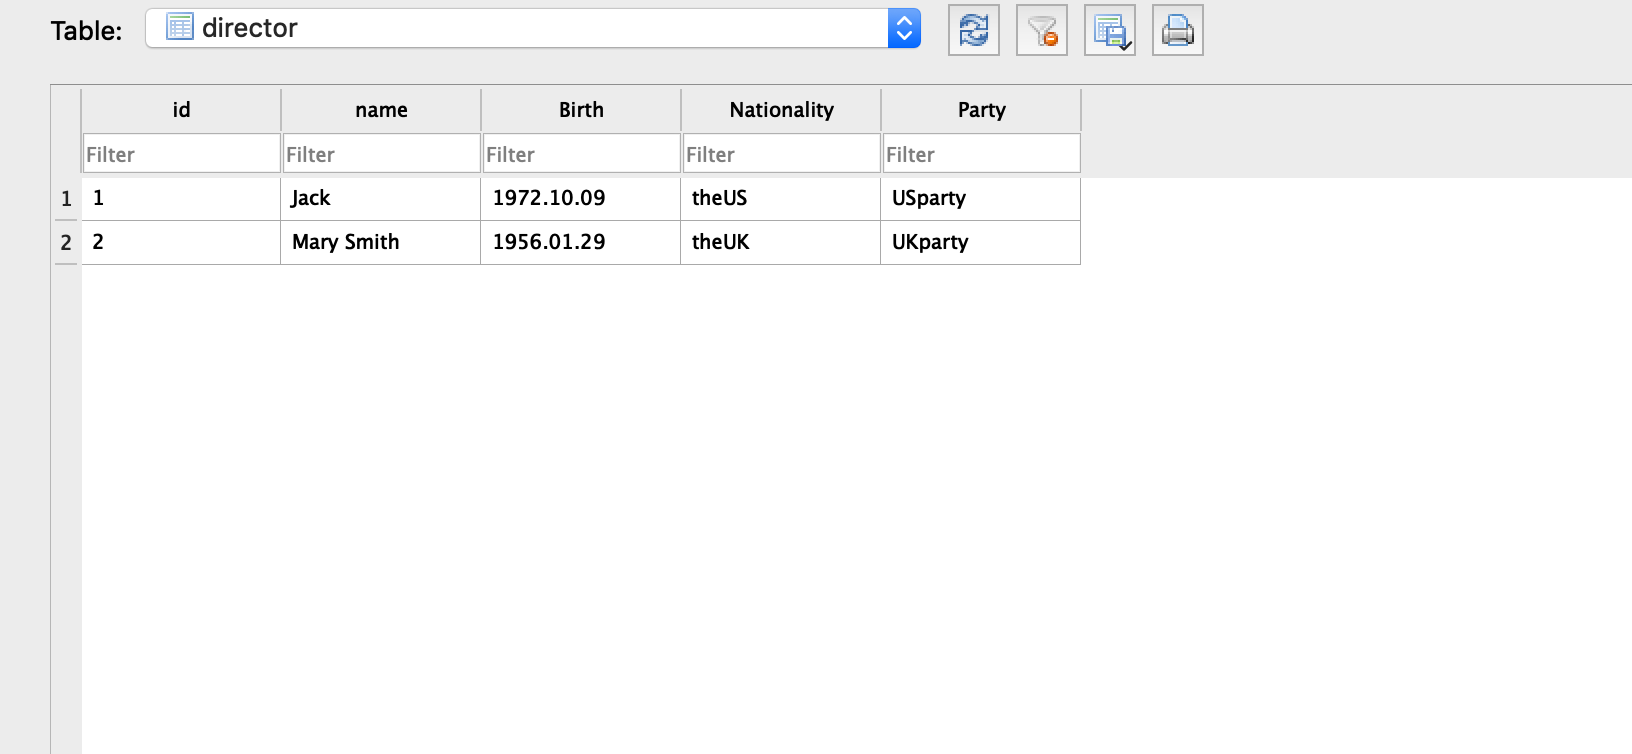 Table: director
id name Birth Nationality Party
Filter Filter Filter Filter Filter
1 1 Jack 1972.10.09 theUS USparty
2 2 Mary Smith 1956.01.29 theUK UKparty